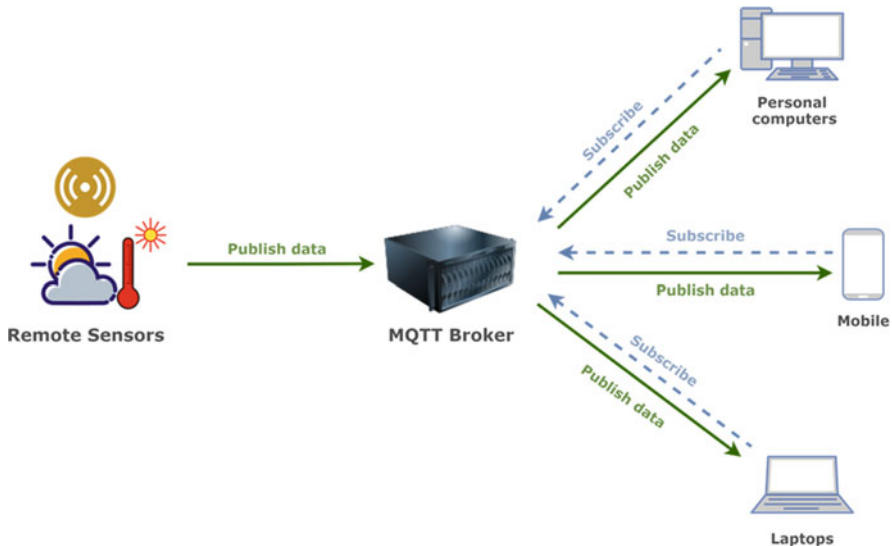 Personal
computers
Subscribe
Publish data
Publish data
Subscribe
Publish data
Mobile
Remote Sensors
MQTT Broker
Subscribe
Publish data
Laptops